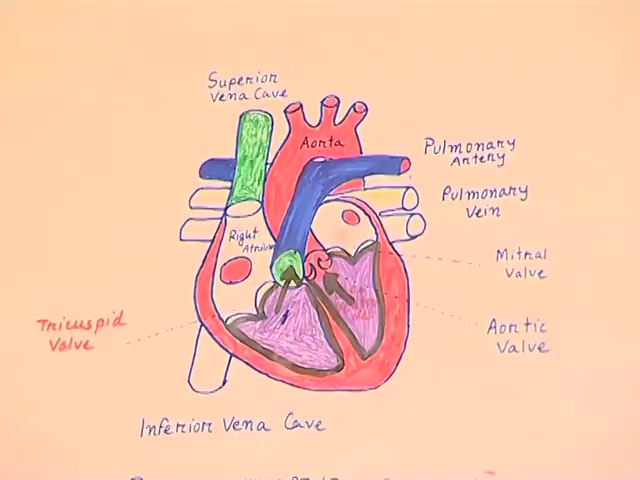 Superior
Vena Cave
Aorta
Pulmonary
Artery
Pulmonary
Vein
Right
Atrium
Mitral
Valve
Tricuspid
Valve
Aortic
Valve
Inferior Vena Cave